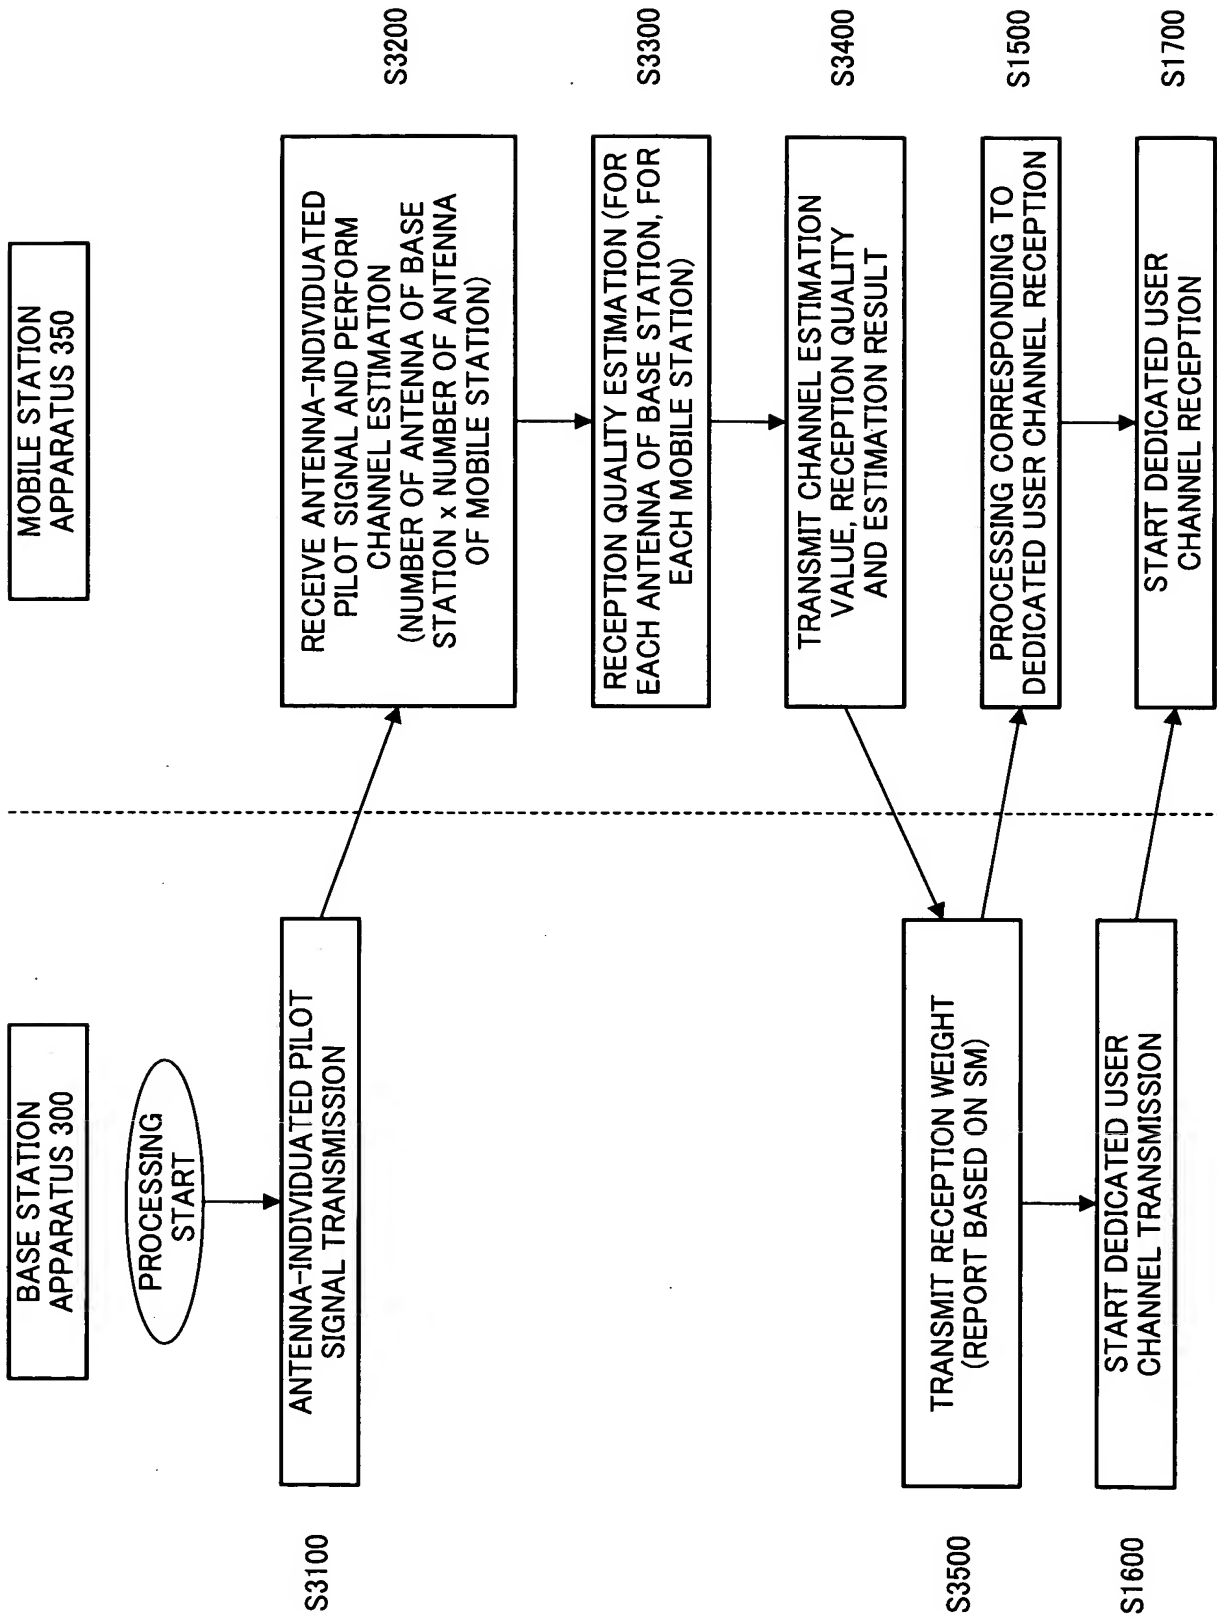 BASE STATION
APPARATUS 300
MOBILE STATION
APPARATUS 350
PROCESSING
START
S3100
ANTENNA-INDIVIDUATED PILOT
SIGNAL TRANSMISSION
RECEIVE ANTENNA-INDIVIDUATED
PILOT SIGNAL AND PERFORM
CHANNEL ESTIMATION
(NUMBER OF ANTENNA OF BASE
STATION x NUMBER OF ANTENNA
OF MOBILE STATION)
S3200
RECEPTION QUALITY ESTIMATION (FOR
EACH ANTENNA OF BASE STATION, FOR
EACH MOBILE STATION)
S3300
TRANSMIT CHANNEL ESTIMATION
VALUE, RECEPTION QUALITY
AND ESTIMATION RESULT
S3400
S3500
TRANSMIT RECEPTION WEIGHT
(REPORT BASED ON SM)
PROCESSING CORRESPONDING TO
DEDICATED USER CHANNEL RECEPTION
S1500
S1600
START DEDICATED USER
CHANNEL TRANSMISSION
START DEDICATED USER
CHANNEL RECEPTION
S1700